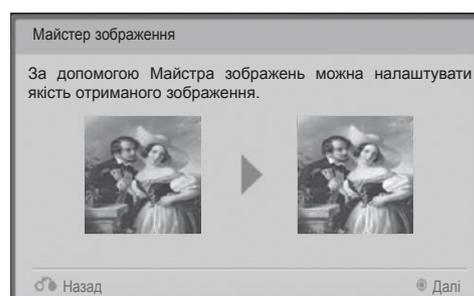 Майстер зображення
За допомогою Майстра зображень можна налаштувати
якість отриманого зображення.
Назад
Далі